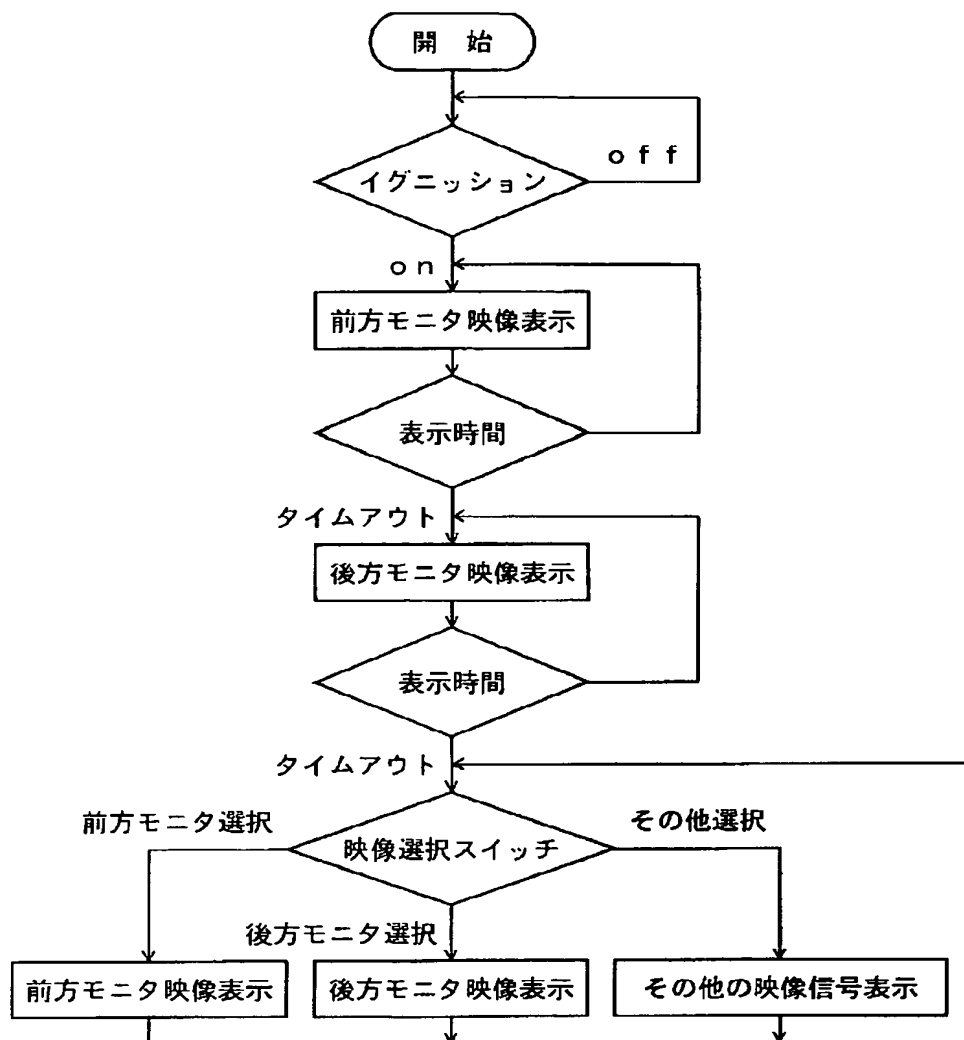 開 始
off
イグニッション
on
前方モニタ映像表示
表示時間
タイムアウト
後方モニタ映像表示
表示時間
タイムアウト
前方モニタ選択
その他選択
映像選択スイッチ
後方モニタ選択
前方モニタ映像表示
後方モニタ映像表示
その他の映像信号表示